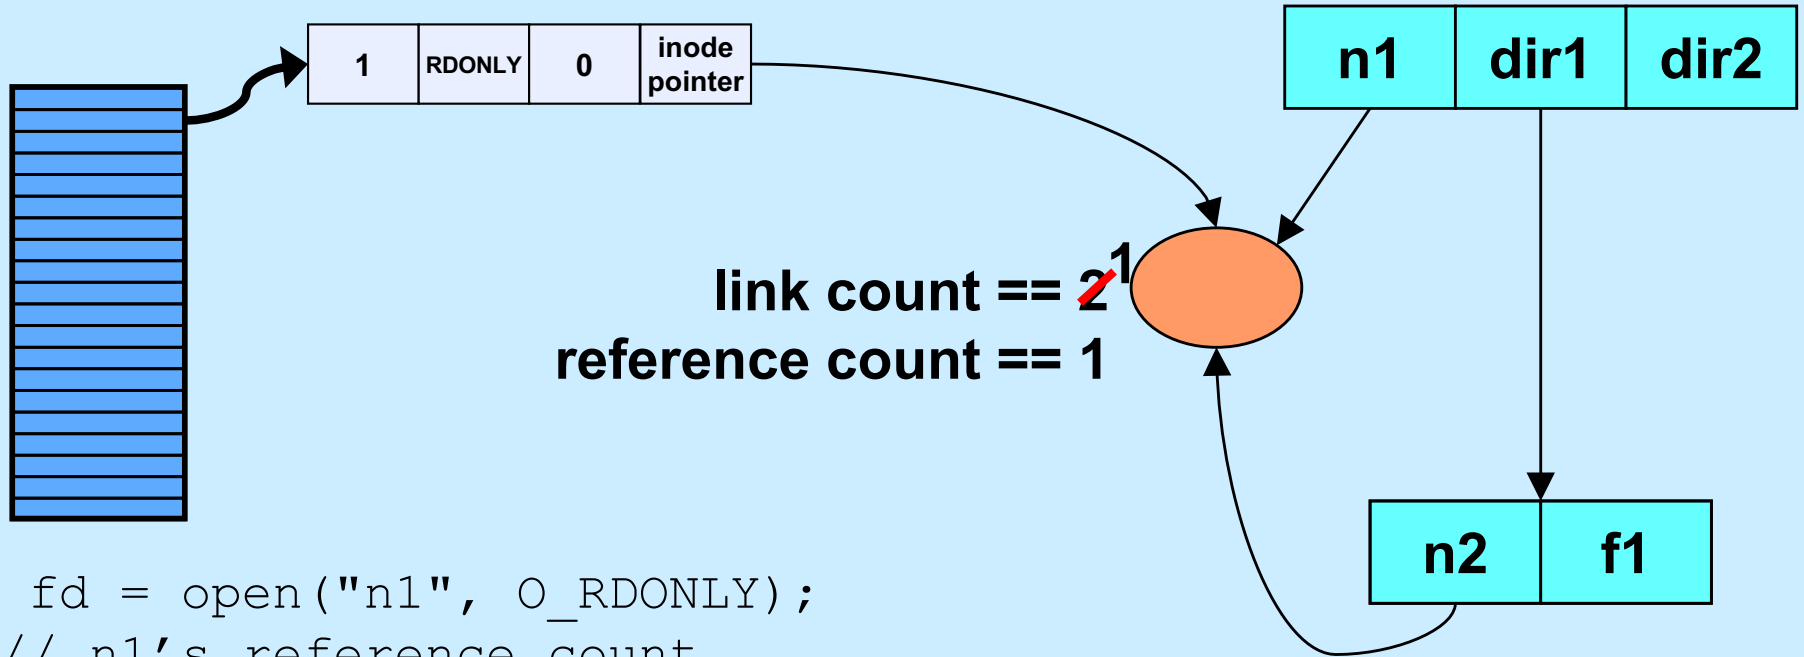 1 RDONLY 0 inode pointer
n1 dir1 dir2
link count == 2 1
reference count == 1
n2 f1
fd = open("n1", O_RDONLY);
// n1's reference count